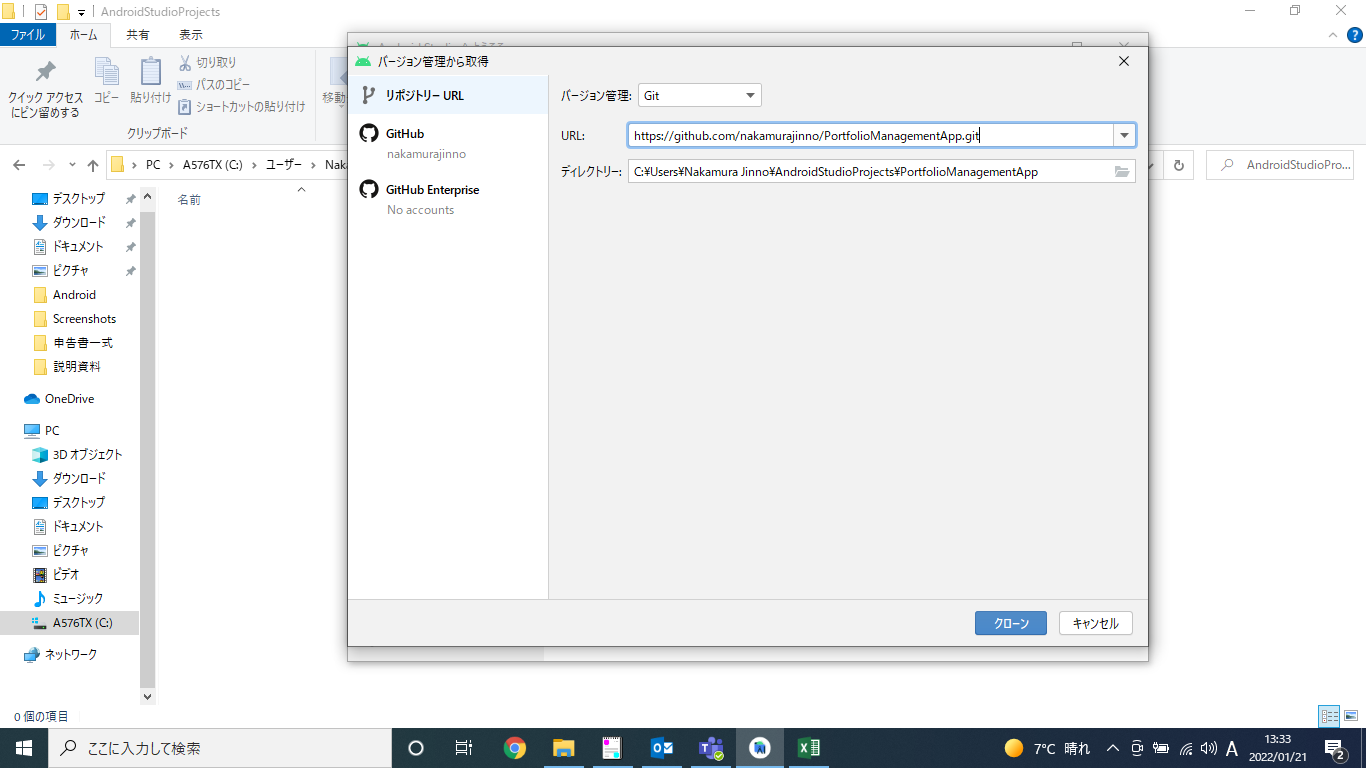 AndroidStudioProjects
ファイル
ホーム
共有
表示
クイック アクセス
にピン留めする
コピー
貼り付け
切り取り
パスのコピー
ショートカットの貼り付け
クリップボード
移動
PC
A576TX (C:)
ユーザー
Nak
AndroidStudioPro...
デスクトップ
ダウンロード
ドキュメント
ピクチャ
Android
Screenshots
申告書一式
説明資料
OneDrive
PC
3D オブジェクト
ダウンロード
デスクトップ
ドキュメント
ピクチャ
ビデオ
ミュージック
A576TX (C:)
ネットワーク
名前
0 個の項目
バージョン管理から取得
リポジトリー URL
GitHub
nakamurajinno
GitHub Enterprise
No accounts
バージョン管理:
Git
URL:
https://github.com/nakamurajinno/PortfolioManagementApp.git
ディレクトリー:
C:¥Users¥Nakamura Jinno¥AndroidStudioProjects¥PortfolioManagementApp
クローン
キャンセル
ここに入力して検索
7°C 晴れ
A
13:33
2022/01/21
2